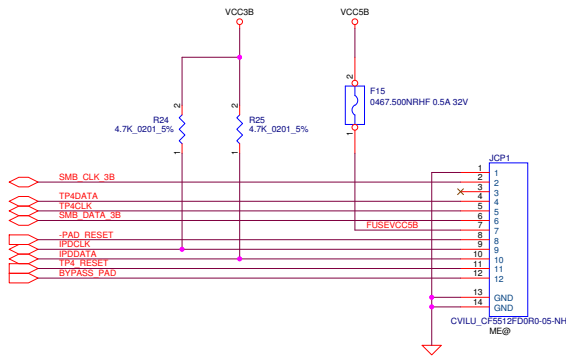 VCC3B VCC5B
2 F15
0467.500NRHF 0.5A 32V
R24 2 R25 2
4.7K_0201_5% 4.7K_0201_5%
1 1 1
JCP1
1 1
SMB_CLK_3B 2 2
3 3
TP4DATA 4 4
TP4CLK 5 5
SMB_DATA_3B 6 6
FUSEVCC5B 7 7
-PAD_RESET 8 8
IPDCLK 9 9
IPDDATA 10 10
TP4_RESET 11 11
BYPASS_PAD 12 12
13 GND
14 GND
CVILU_CF5512FD0R0-05-NH
ME@